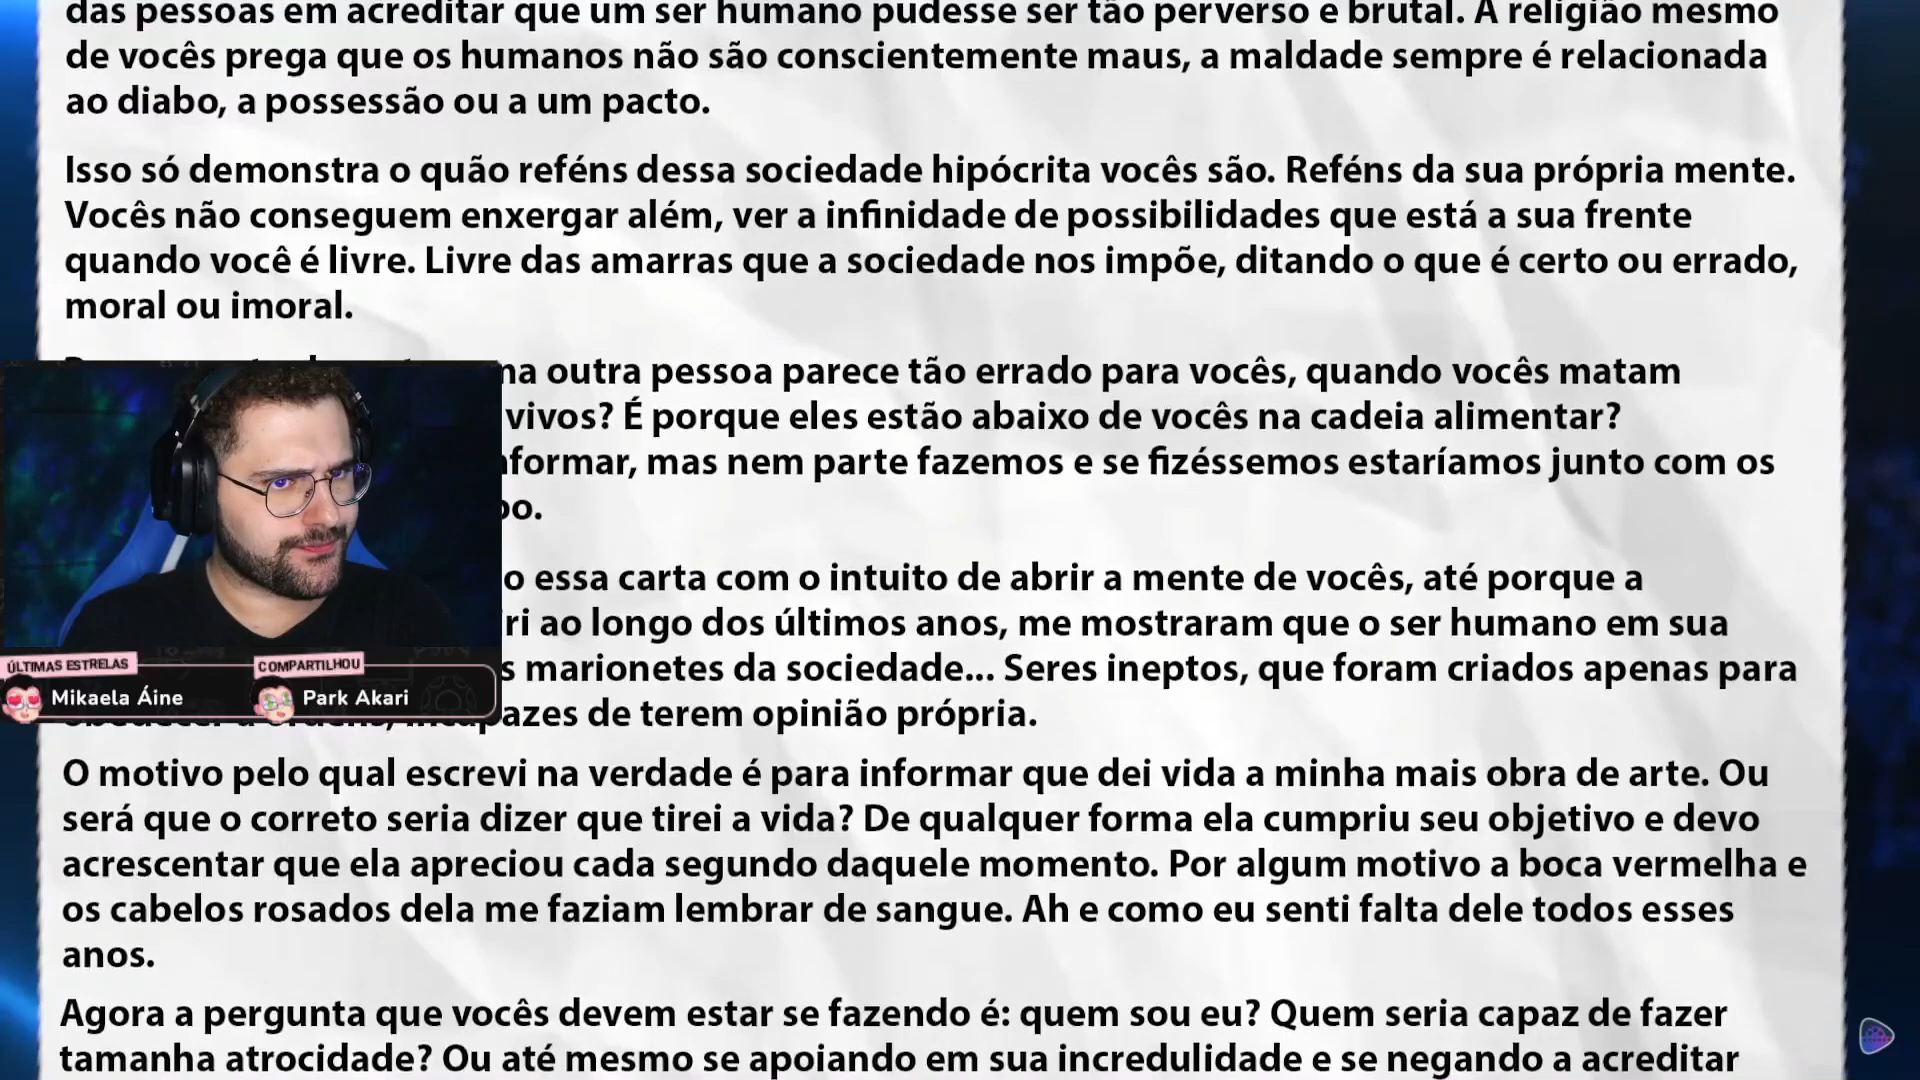 das pessoas em acreditar que um ser humano pudesse ser tão perverso e brutal. A religião mesmo
de vocês prega que os humanos não são conscientemente maus, a maldade sempre é relacionada
ao diabo, a possessão ou a um pacto.
Isso só demonstra o quão reféns dessa sociedade hipócrita vocês são. Reféns da sua própria mente.
Vocês não conseguem enxergar além, ver a infinidade de possibilidades que está a sua frente
quando você é livre. Livre das amarras que a sociedade nos impõe, ditando o que é certo ou errado,
moral ou imoral.
outra pessoa parece tão errado para vocês, quando vocês matam
vivos? É porque eles estão abaixo de vocês na cadeia alimentar?
formar, mas nem parte fazemos e se fizéssemos estaríamos junto com os
po.
o essa carta com o intuito de abrir a mente de vocês, até porque a
ri ao longo dos últimos anos, me mostraram que o ser humano em sua
s marionetes da sociedade... Seres ineptos, que foram criados apenas para
azes de terem opinião própria.
ÚLTIMAS ESTRELAS
Mikaela Áine
COMPARTILHOU
Park Akari
O motivo pelo qual escrevi na verdade é para informar que dei vida a minha mais obra de arte. Ou
será que o correto seria dizer que tirei a vida? De qualquer forma ela cumpriu seu objetivo e devo
acrescentar que ela apreciou cada segundo daquele momento. Por algum motivo a boca vermelha e
os cabelos rosados dela me faziam lembrar de sangue. Ah e como eu senti falta dele todos esses
anos.
Agora a pergunta que vocês devem estar se fazendo é: quem sou eu? Quem seria capaz de fazer
tamanha atrocidade? Ou até mesmo se apoiando em sua incredulidade e se negando a acreditar